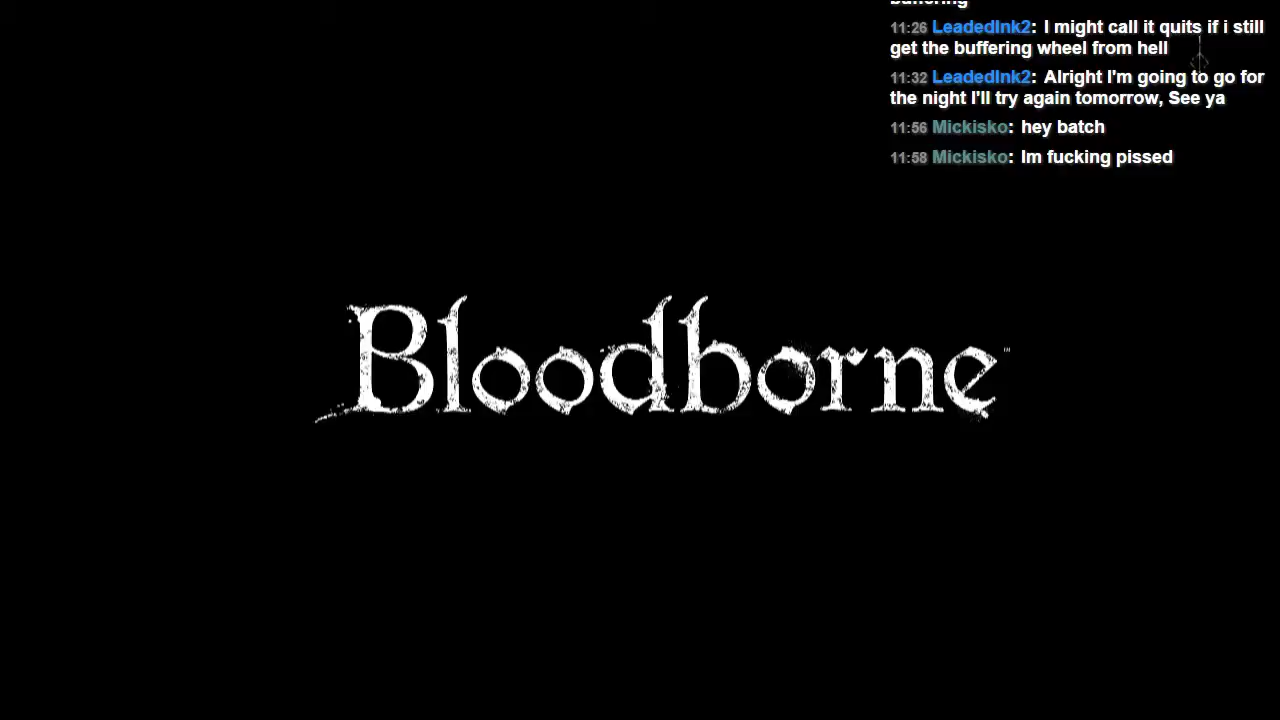 buffering
11:26 LeadedInk2: I might call it quits if i still
get the buffering wheel from hell
11:32 LeadedInk2: Alright I'm going to go for
the night I'll try again tomorrow, See ya
11:56 Mickisko: hey batch
11:58 Mickisko: Im fucking pissed
Bloodborne™